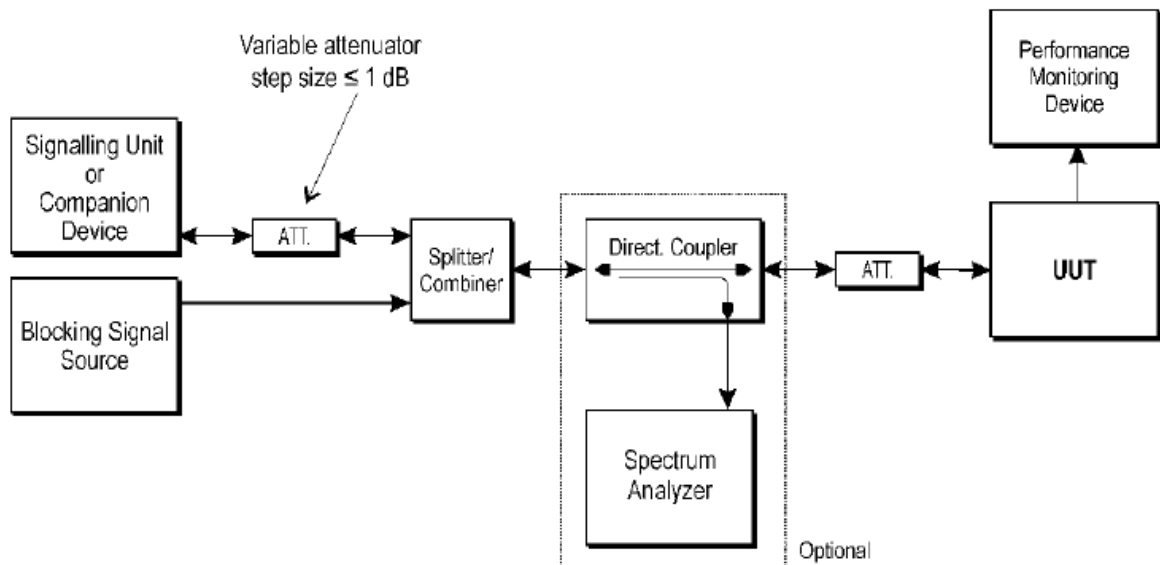 Variable attenuator
step size ≤ 1 dB
Performance
Monitoring
Device
Signalling Unit
or
Companion
Device
ATT.
Splitter/
Combiner
Direct. Coupler
ATT.
UUT
Blocking Signal
Source
Spectrum
Analyzer
Optional